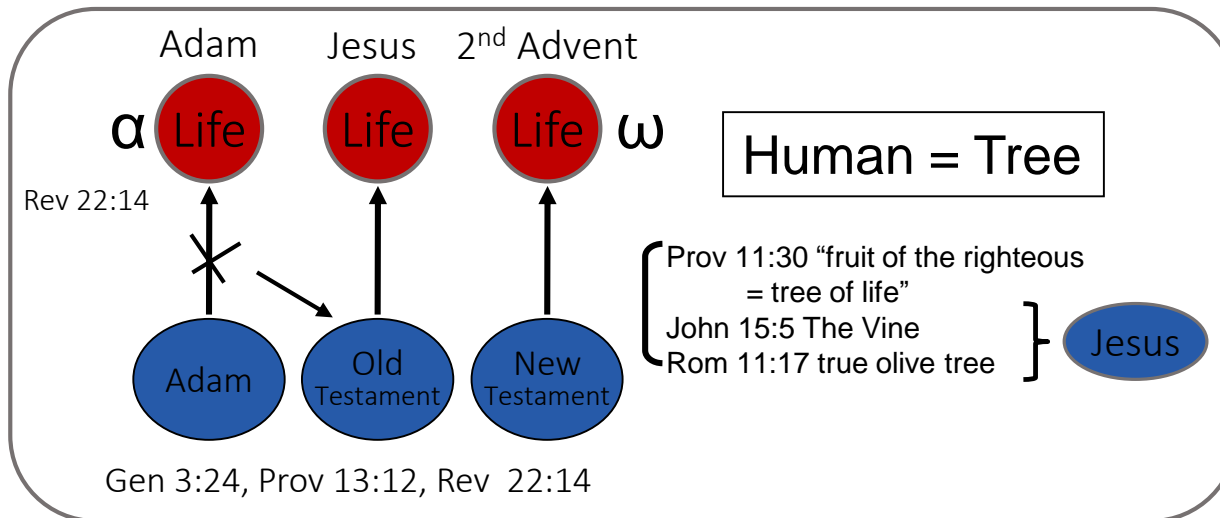 Adam
Jesus
2nd Advent
α
Life
Life
Life
ω
Rev 22:14
Adam
Old
Testament
New
Testament
Gen 3:24, Prov 13:12, Rev 22:14
Human = Tree
Prov 11:30 “fruit of the righteous
= tree of life”
John 15:5 The Vine
Rom 11:17 true olive tree
Jesus